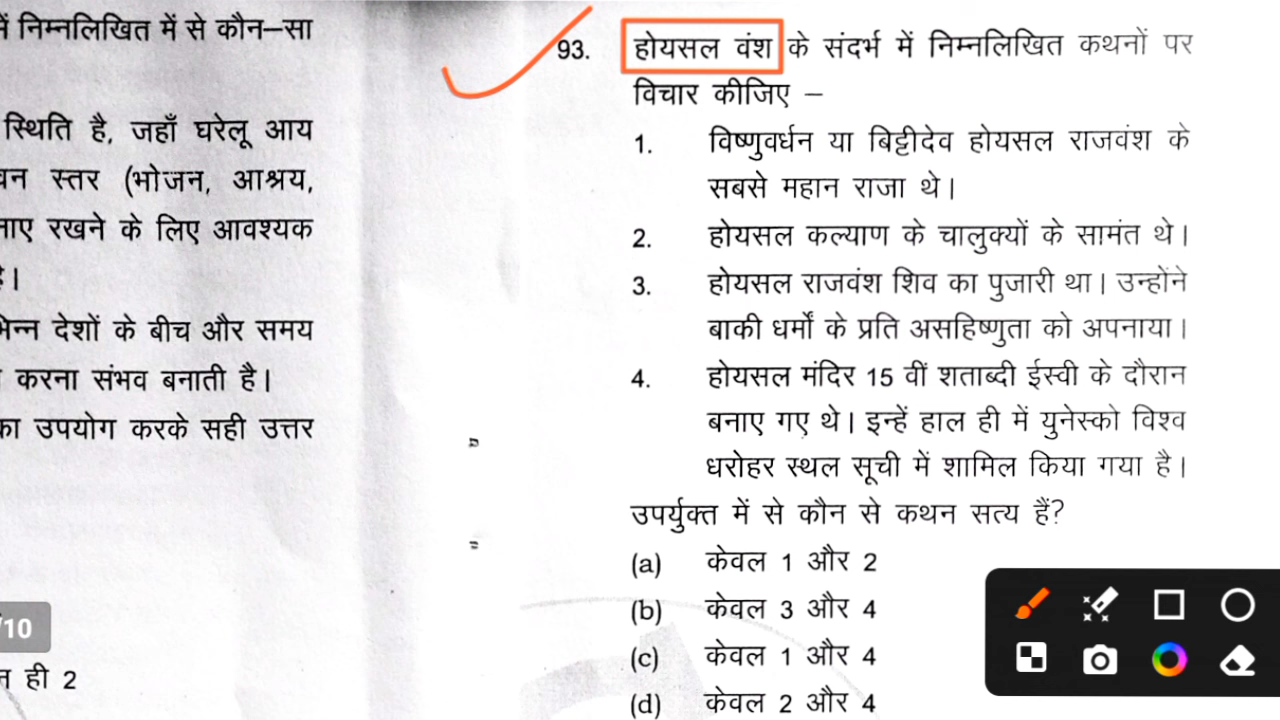 में निम्नलिखित में से कौन–सा
स्थिति है, जहाँ घरेलू आय
स्तर (भोजन, आश्रय,
रखने के लिए आवश्यक
है।
देशों के बीच और समय
करना संभव बनाती है।
का उपयोग करके सही उत्तर
/10
ही 2
93. होयसल वंश के संदर्भ में निम्नलिखित कथनों पर
विचार कीजिए –
1. विष्णुवर्धन या बिट्टीदेव होयसल राजवंश के
सबसे महान राजा थे।
2. होयसल कल्याण के चालुक्यों के सामंत थे।
3. होयसल राजवंश शिव का पुजारी था। उन्होंने
बाकी धर्मों के प्रति असहिष्णुता को अपनाया।
4. होयसल मंदिर 15 वीं शताब्दी ईस्वी के दौरान
बनाए गए थे। इन्हें हाल ही में युनेस्को विश्व
धरोहर स्थल सूची में शामिल किया गया है।
उपर्युक्त में से कौन से कथन सत्य हैं?
(a) केवल 1 और 2
(b) केवल 3 और 4
(c) केवल 1 और 4
(d) केवल 2 और 4